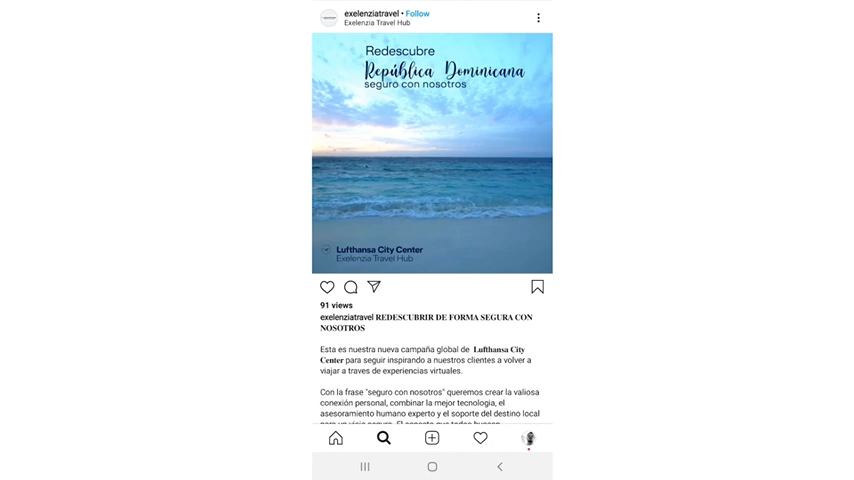 exelenziatravel • Follow
Exelenzia Travel Hub
Redescubre
República Dominicana
seguro con nosotros
Lufthansa City Center
Exelenzia Travel Hub
91 views
exelenziatravel REDESCUBRIR DE FORMA SEGURA CON
NOSOTROS
Esta es nuestra nueva campaña global de Lufthansa City
Center para seguir inspirando a nuestros clientes a volver a
viajar a traves de experiencias virtuales.
Con la frase "seguro con nosotros" queremos crear la valiosa
conexión personal, combinar la mejor tecnologia, el
asesoramiento humano experto y el soporte del destino local